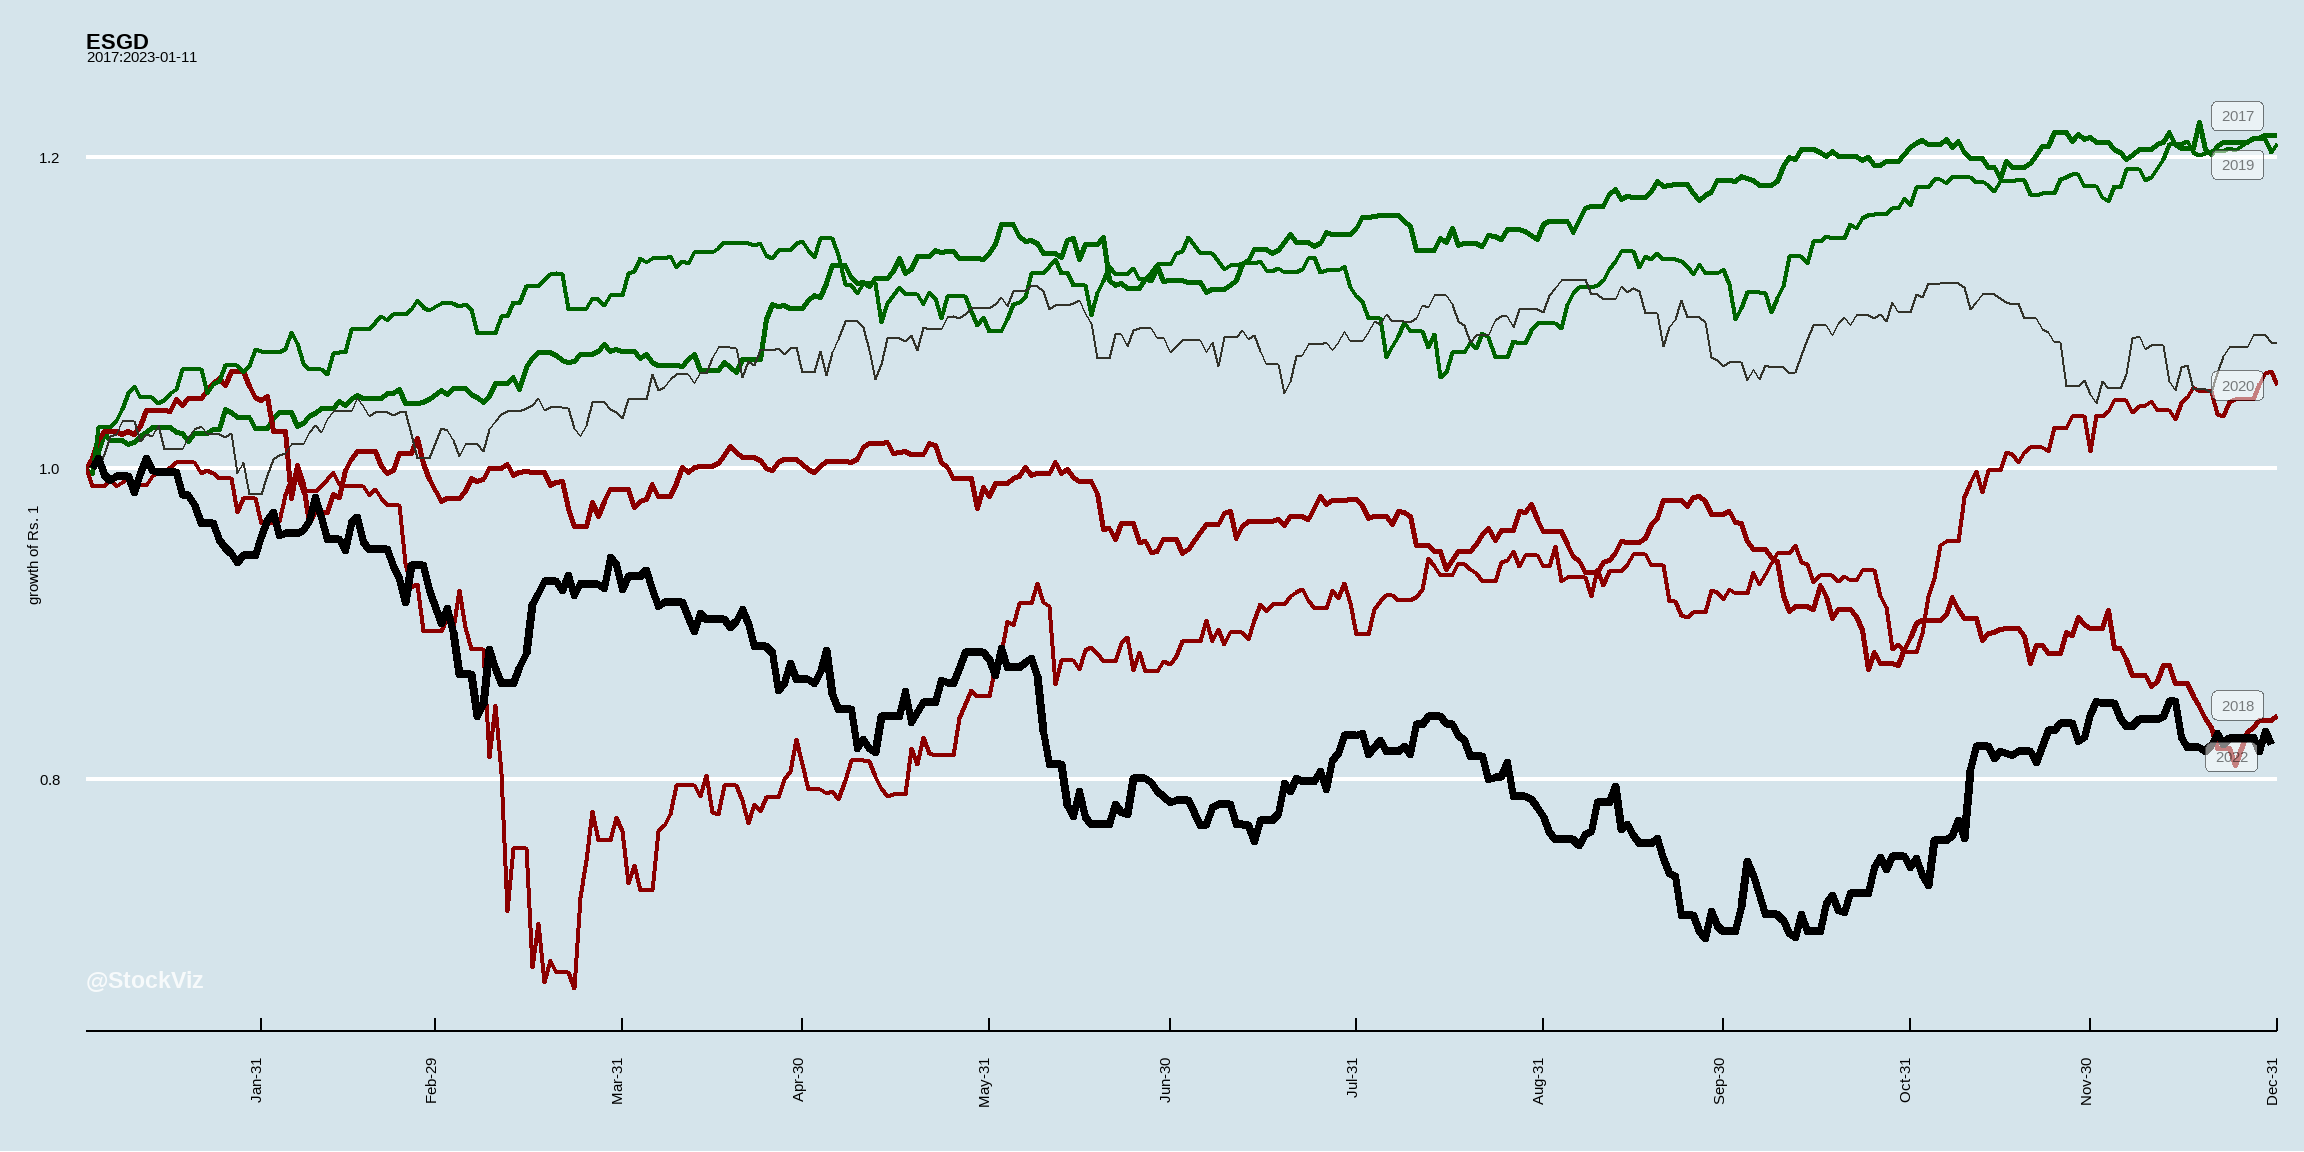 ESGD
2017:2023-01-11
2017
1.2
2019
2020
1.0
growth of Rs. 1
2018
2022
0.8
@StockViz
Jan-31
Feb-29
Mar-31
Apr-30
May-31
Jun-30
Jul-31
Aug-31
Sep-30
Oct-31
Nov-30
Dec-31